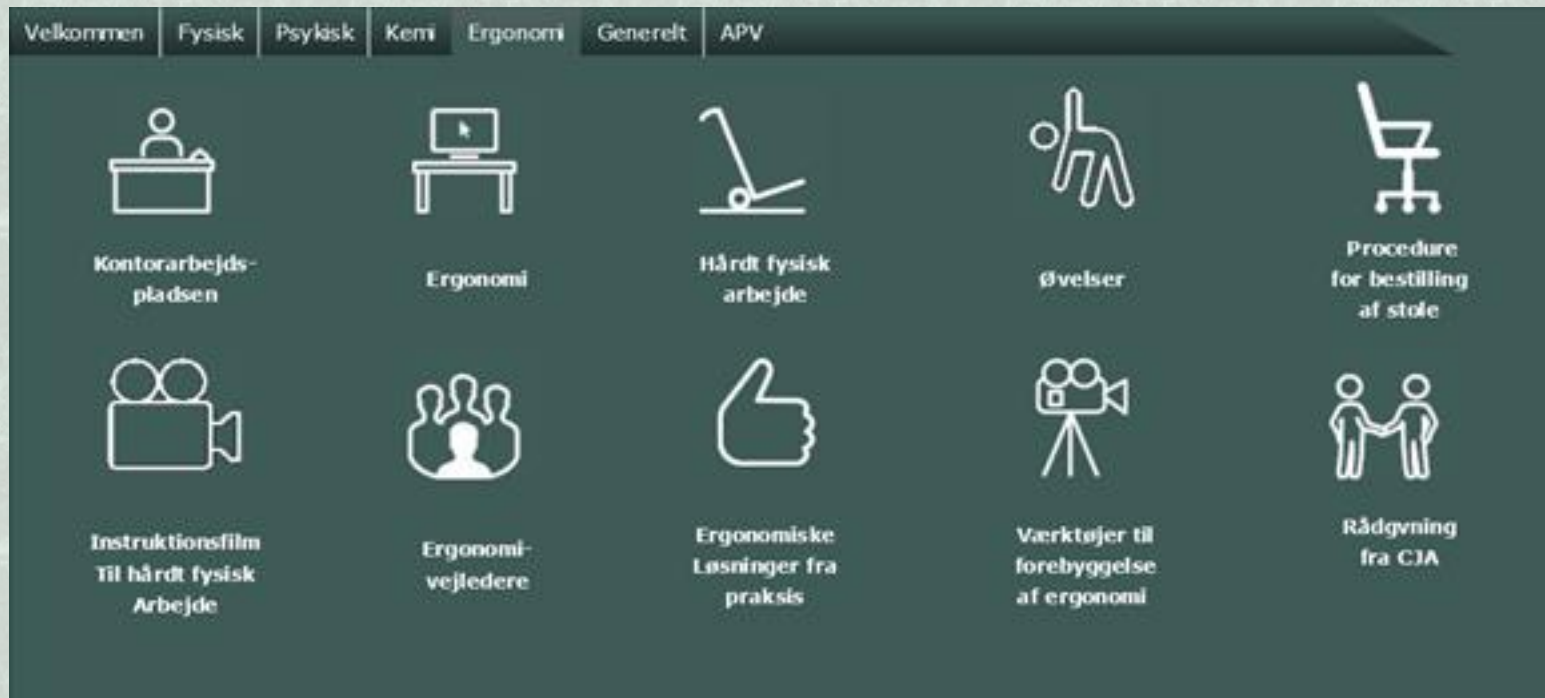 Velkommen Fysisk Psykisk Kemi Ergonomi Generelt APV
Kontorarbejds-
pladsen
Ergonomi
Hårdt fysisk
arbejde
Øvelser
Procedure
for bestilling
af stole
Instruktionsfilm
Til hårdt fysisk
Arbejde
Ergonomi-
vejledere
Ergonomiske
Løsninger fra
praksis
Værktøjer til
forebyggelse
af ergonomi
Rådgvning
fra CJA